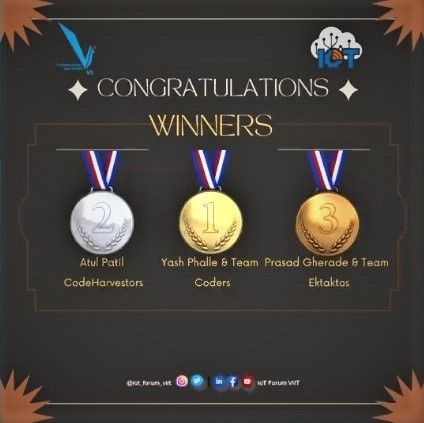 VI
IOT
CONGRATULATIONS
WINNERS
2
1
3
Atul Patil
CodeHarvestors
Yash Phalle & Team
Coders
Prasad Gherade & Team
Ektaktos
@iot_forum_viit
IoT Forum VIIT